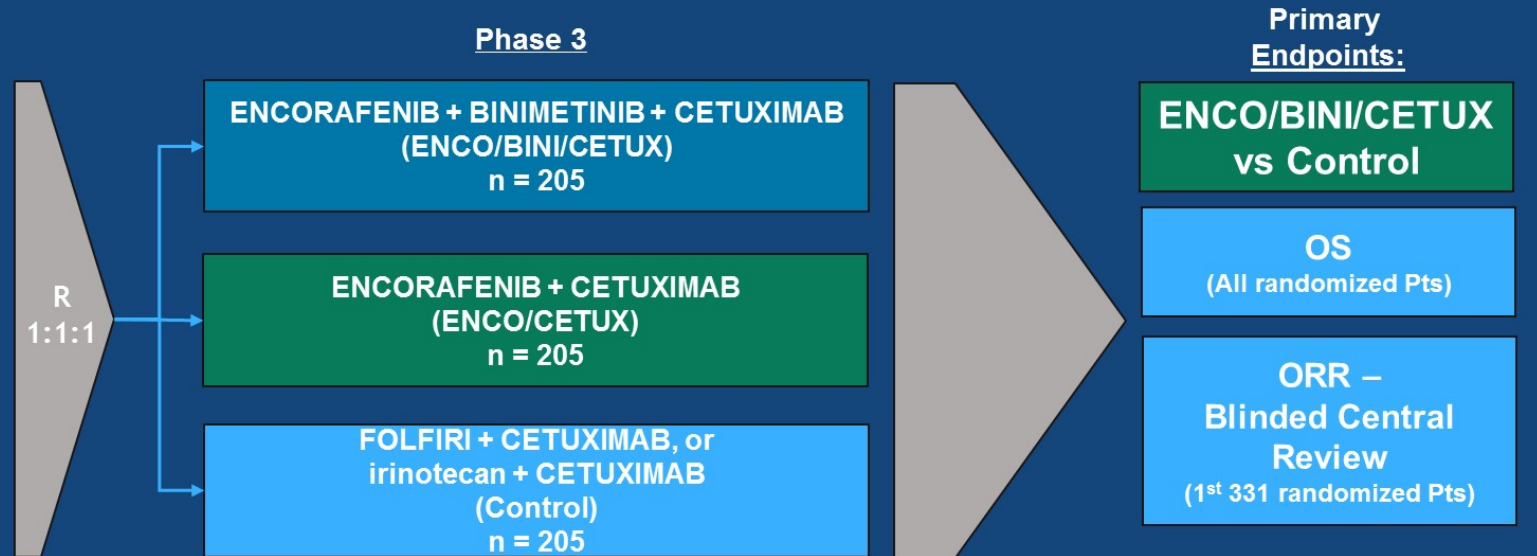 Phase 3
R
1:1:1
ENCORAFENIB + BINIMETINIB + CETUXIMAB
(ENCO/BINI/CETUX)
n = 205
ENCORAFENIB + CETUXIMAB
(ENCO/CETUX)
n = 205
FOLFIRI + CETUXIMAB, or
irinotecan + CETUXIMAB
(Control)
n = 205
Primary
Endpoints:
ENCO/BINI/CETUX
vs Control
OS
(All randomized Pts)
ORR –
Blinded Central
Review
(1st 331 randomized Pts)